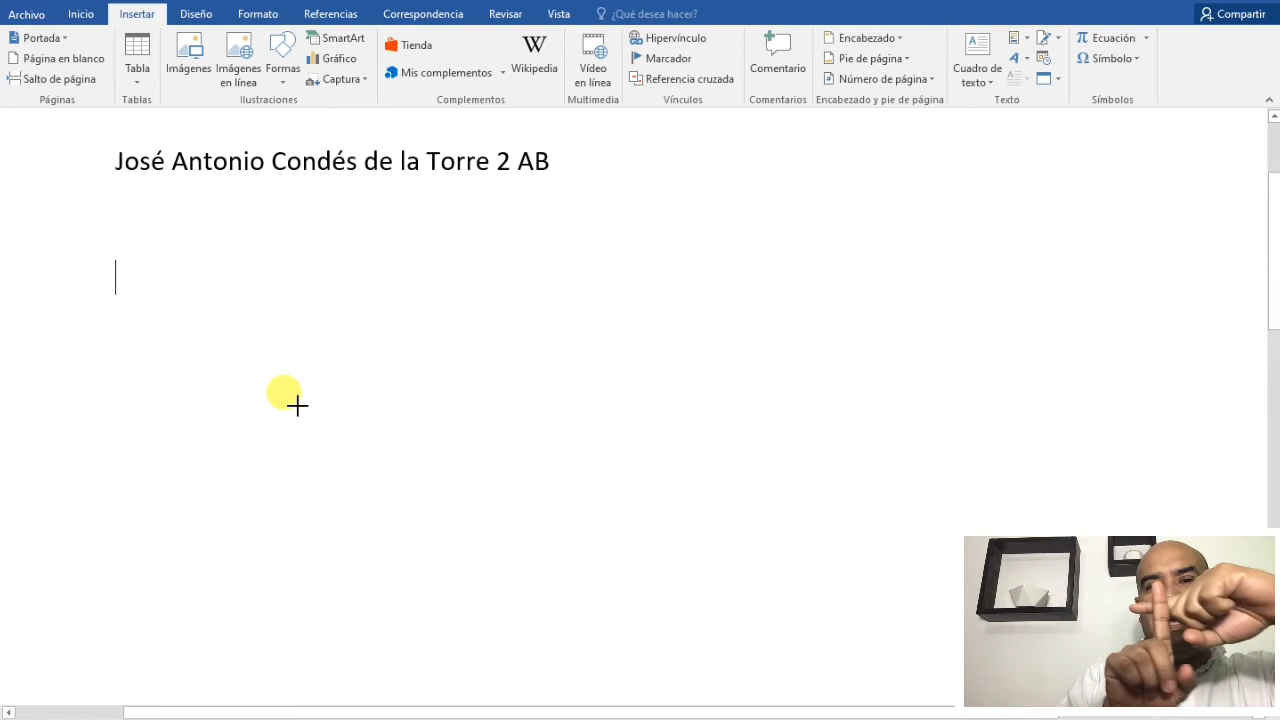 Archivo Inicio Insertar Diseño Formato Referencias Correspondencia Revisar Vista ¿Qué desea hacer? Compartir
Portada
Página en blanco
Salto de página
Páginas
Tabla
Tablas
Imágenes
Imágenes
en línea
Formas
SmartArt
Gráfico
Captura
Ilustraciones
Tienda
Mis complementos
W
Wikipedia
Complementos
Vídeo
en línea
Multimedia
Hipervínculo
Marcador
Referencia cruzada
Vínculos
Comentario
Comentarios
Encabezado
Pie de página
Número de página
Encabezado y pie de página
Cuadro de
texto
Texto
π Ecuación
Ω Símbolo
Símbolos
José Antonio Condés de la Torre 2 AB